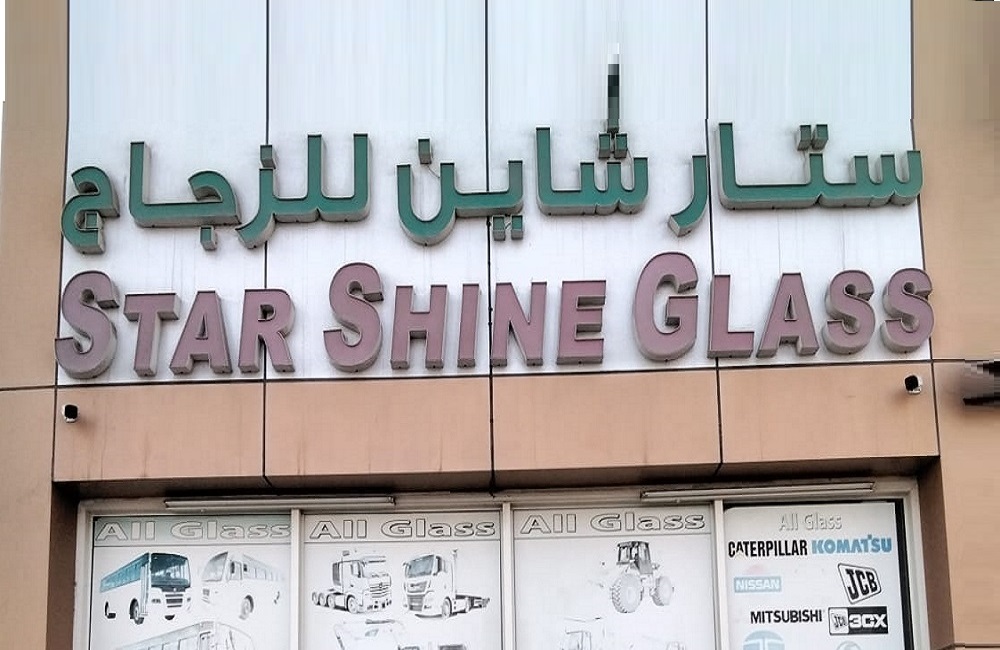 ستار شاين للزجاج
STAR SHINE GLASS
All Glass All Glass All Glass All Glass
CATERPILLAR KOMATSU
NISSAN JCB
MITSUBISHI JCB 3CX